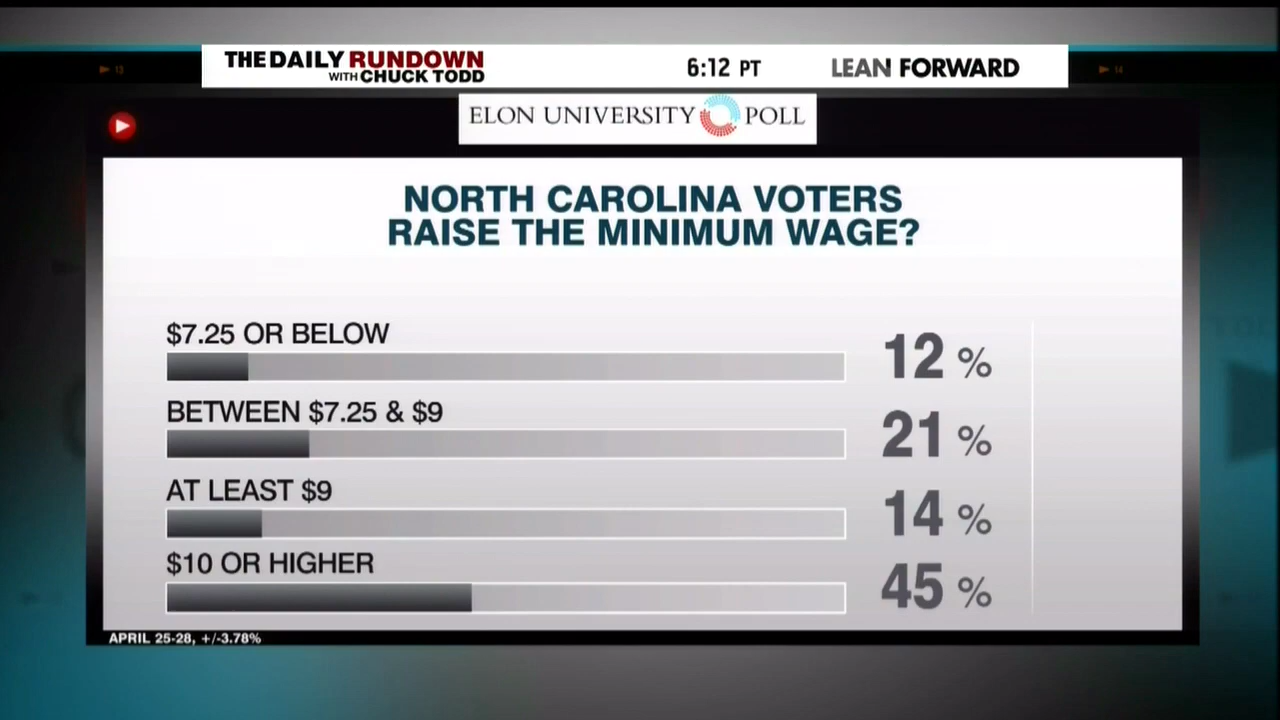 THE DAILY RUNDOWN
WITH CHUCK TODD
6:12 PT
LEAN FORWARD
13
14
ELON UNIVERSITY POLL
NORTH CAROLINA VOTERS
RAISE THE MINIMUM WAGE?
$7.25 OR BELOW
12 %
BETWEEN $7.25 & $9
21 %
AT LEAST $9
14 %
$10 OR HIGHER
45 %
APRIL 25-28, +/-3.78%